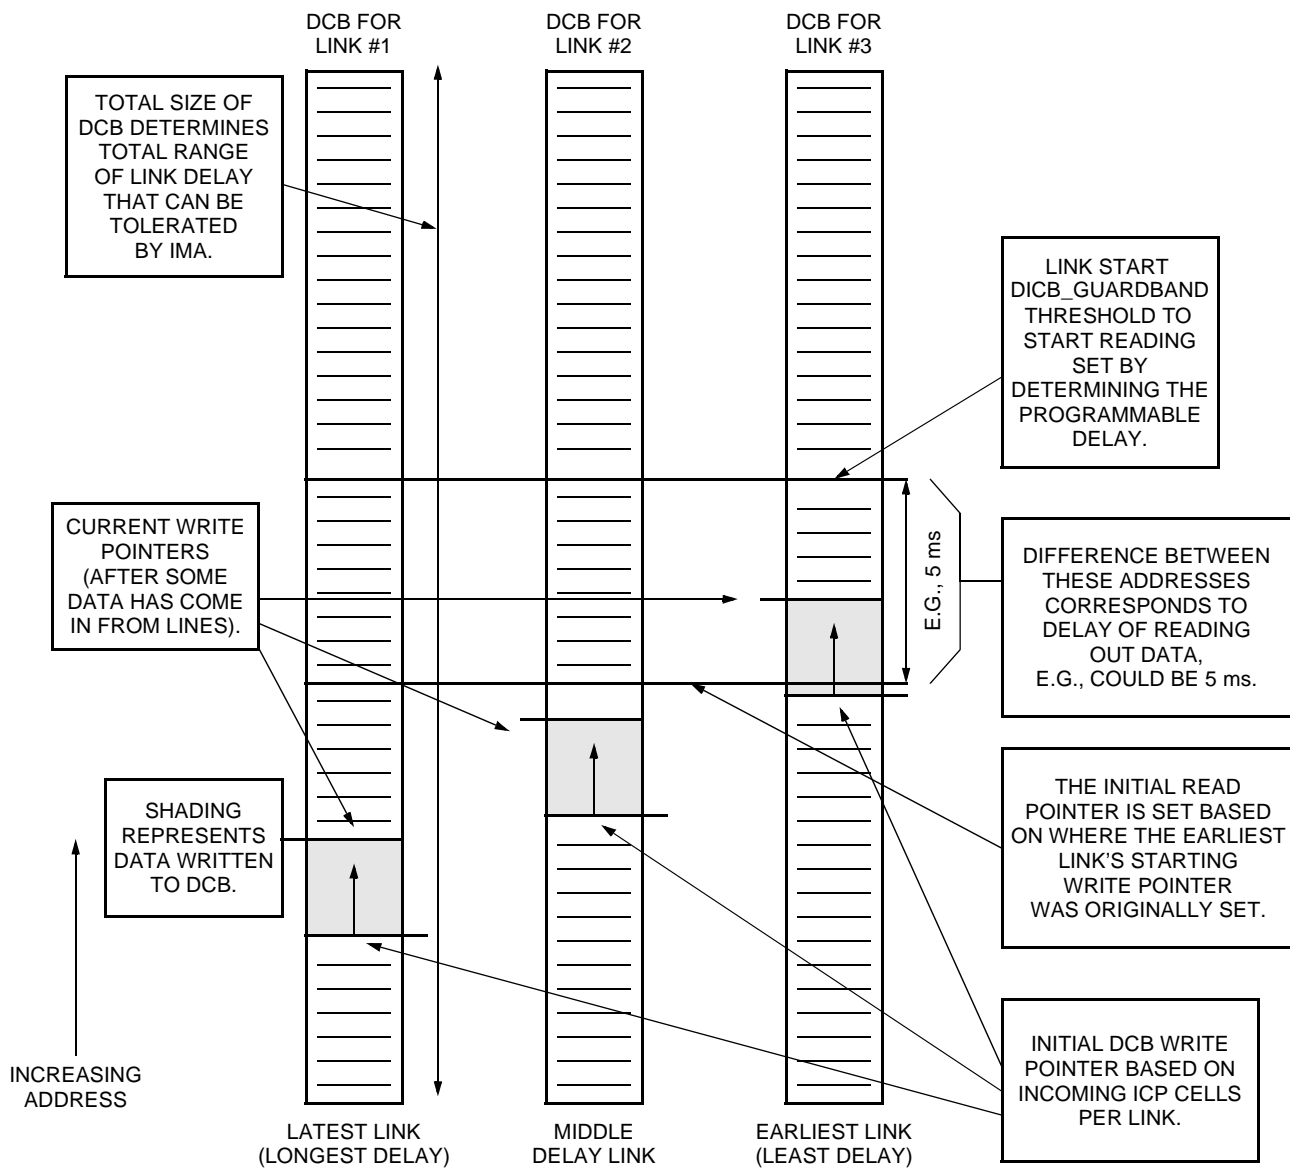 DCB FOR
LINK #1
DCB FOR
LINK #2
DCB FOR
LINK #3
TOTAL SIZE OF
DCB DETERMINES
TOTAL RANGE
OF LINK DELAY
THAT CAN BE
TOLERATED
BY IMA.
LINK START
DICB_GUARDBAND
THRESHOLD TO
START READING
SET BY
DETERMINING THE
PROGRAMMABLE
DELAY.
CURRENT WRITE
POINTERS
(AFTER SOME
DATA HAS COME
IN FROM LINES).
E.G., 5 ms
DIFFERENCE BETWEEN
THESE ADDRESSES
CORRESPONDS TO
DELAY OF READING
OUT DATA,
E.G., COULD BE 5 ms.
SHADING
REPRESENTS
DATA WRITTEN
TO DCB.
THE INITIAL READ
POINTER IS SET BASED
ON WHERE THE EARLIEST
LINK'S STARTING
WRITE POINTER
WAS ORIGINALLY SET.
INCREASING
ADDRESS
INITIAL DCB WRITE
POINTER BASED ON
INCOMING ICP CELLS
PER LINK.
LATEST LINK
(LONGEST DELAY)
MIDDLE
DELAY LINK
EARLIEST LINK
(LEAST DELAY)